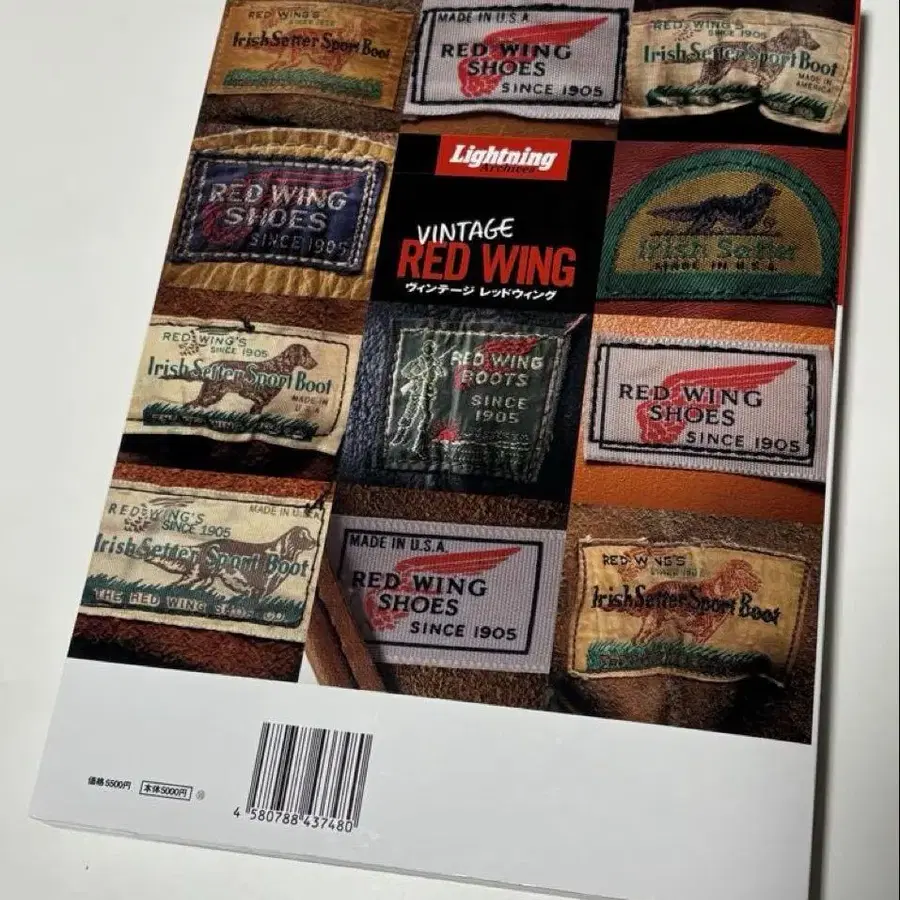 RED WING'S
SINCE 1905
Irish Setter Sport Boot
MADE IN U.S.A.
RED WING
SHOES
SINCE 1905
RED WING'S
SINCE 1905
Irish Setter Sport Boot
MADE IN
AMERICA
RED WING
SHOES
SINCE 1905
Lightning
Archives
VINTAGE
RED WING
ヴィンテージ レッドウィング
Irish Setter
MADE IN U.S.A.
RED WING'S
SINCE 1905
Irish Setter Sport Boot
MADE IN
U.S.A.
RED WING
BOOTS
SINCE
1905
RED WING
SHOES
SINCE 1905
RED WING'S
SINCE 1905
MADE IN U.S.A.
Irish Setter Sport Boot
THE RED WING SHOE CO.
MADE IN U.S.A.
RED WING
SHOES
SINCE 1905
RED WING'S
SINCE 1905
Irish Setter Sport Boot
価格5500円
本体5000円
4 580788 437480